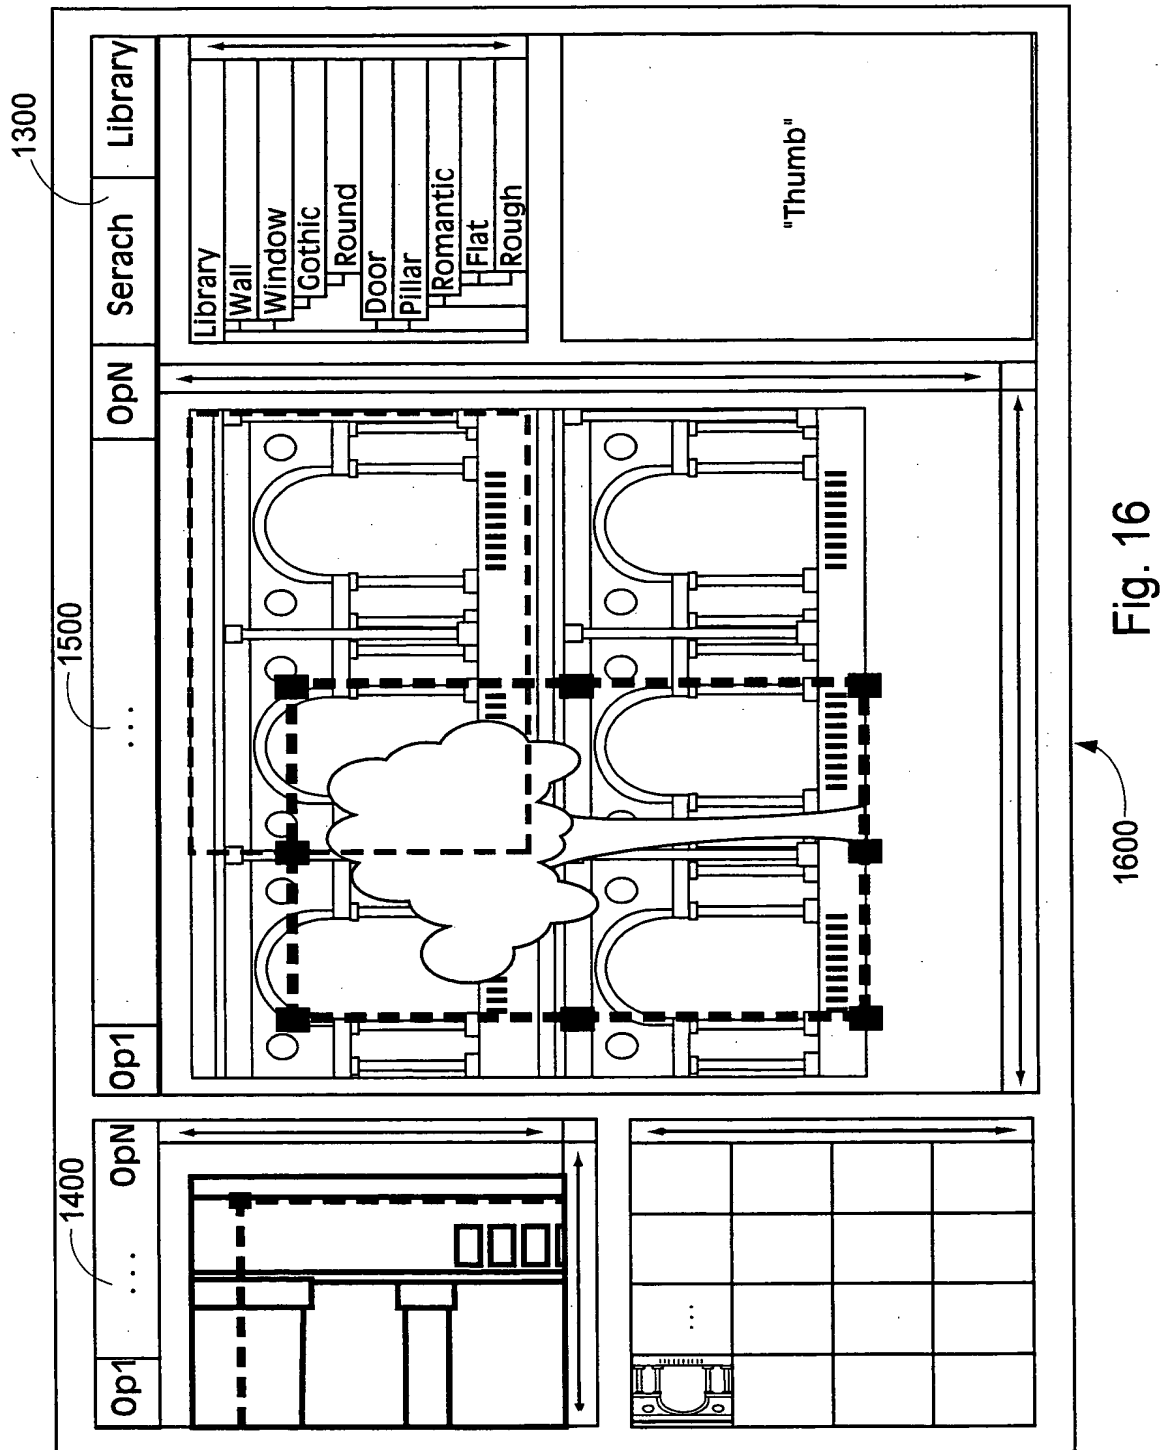 1400
1500
1300
Op1 ... OpN
Op1 ... OpN Serach Library
Library
Wall
Window
Gothic
Round
Door
Pillar
Romantic
Flat
Rough
"Thumb"
...
1600
Fig. 16